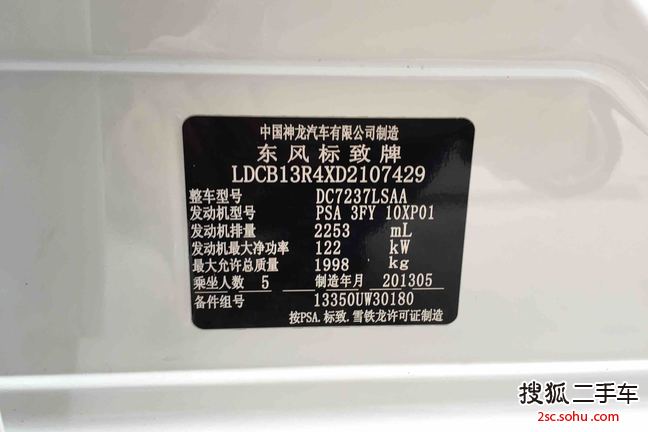 中国神龙汽车有限公司制造
东风标致牌
LDCB13R4XD2107429
整车型号 DC7237LSAA
发动机型号 PSA 3FY 10XP01
发动机排量 2253 mL
发动机最大净功率 122 kW
最大允许总质量 1998 kg
乘坐人数 5 制造年月 201305
备件组号 13350UW30180
按PSA.标致.雪铁龙许可证制造
搜狐二手车
2sc.sohu.com